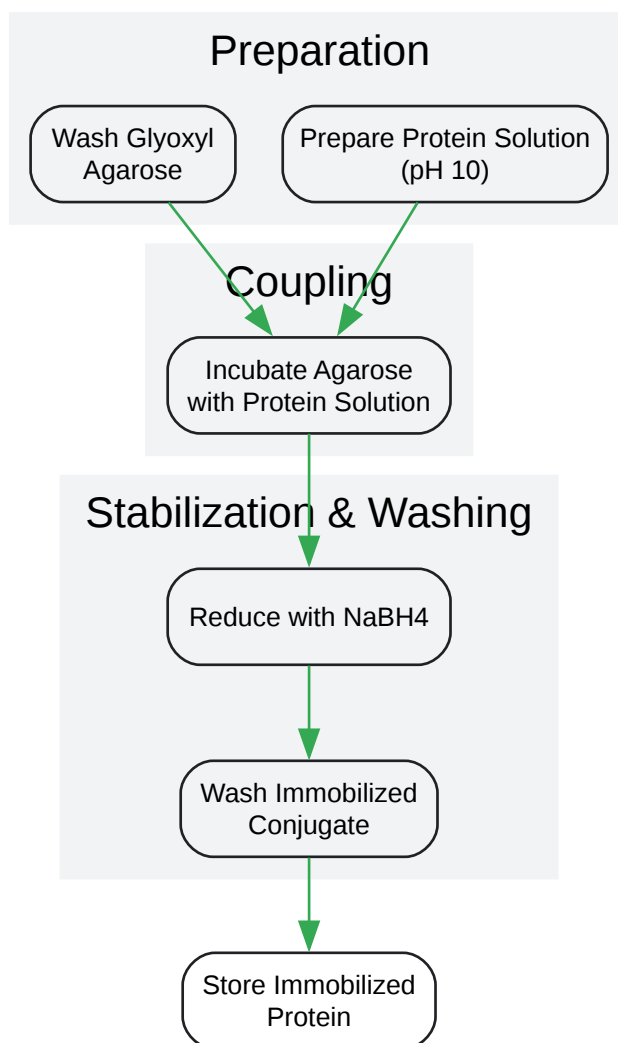 Preparation
Wash Glyoxyl
Agarose
Prepare Protein Solution
(pH 10)
Coupling
Incubate Agarose
with Protein Solution
Stabilization & Washing
Reduce with NaBH4
Wash Immobilized
Conjugate
Store Immobilized
Protein